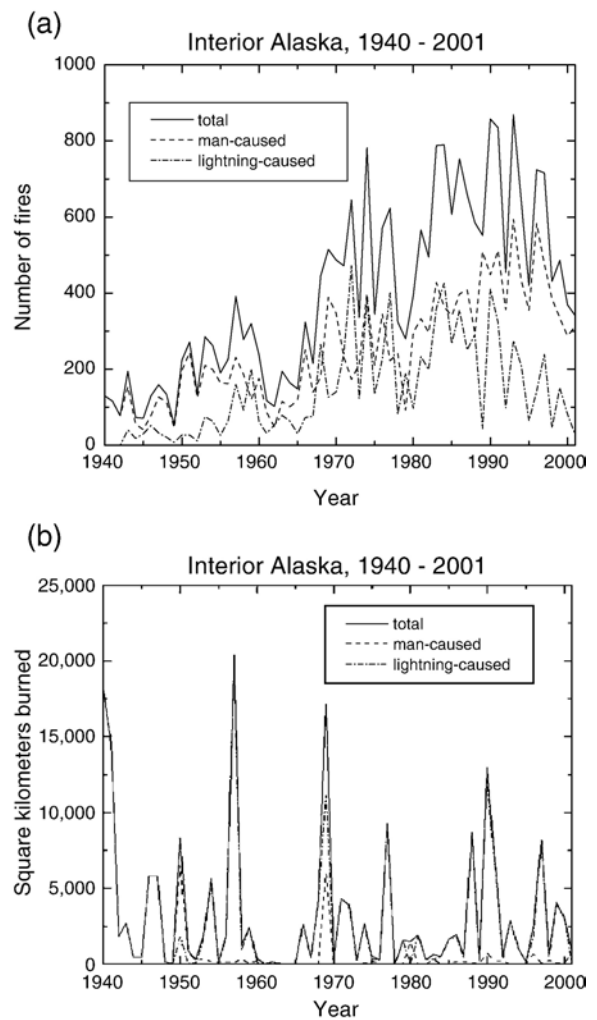 (a)
Interior Alaska, 1940 - 2001
1000
800
600
400
200
0
Number of fires
total
man-caused
lightning-caused
1940 1950 1960 1970 1980 1990 2000
Year
(b)
Interior Alaska, 1940 - 2001
25,000
20,000
15,000
10,000
5,000
0
Square kilometers burned
total
man-caused
lightning-caused
1940 1950 1960 1970 1980 1990 2000
Year